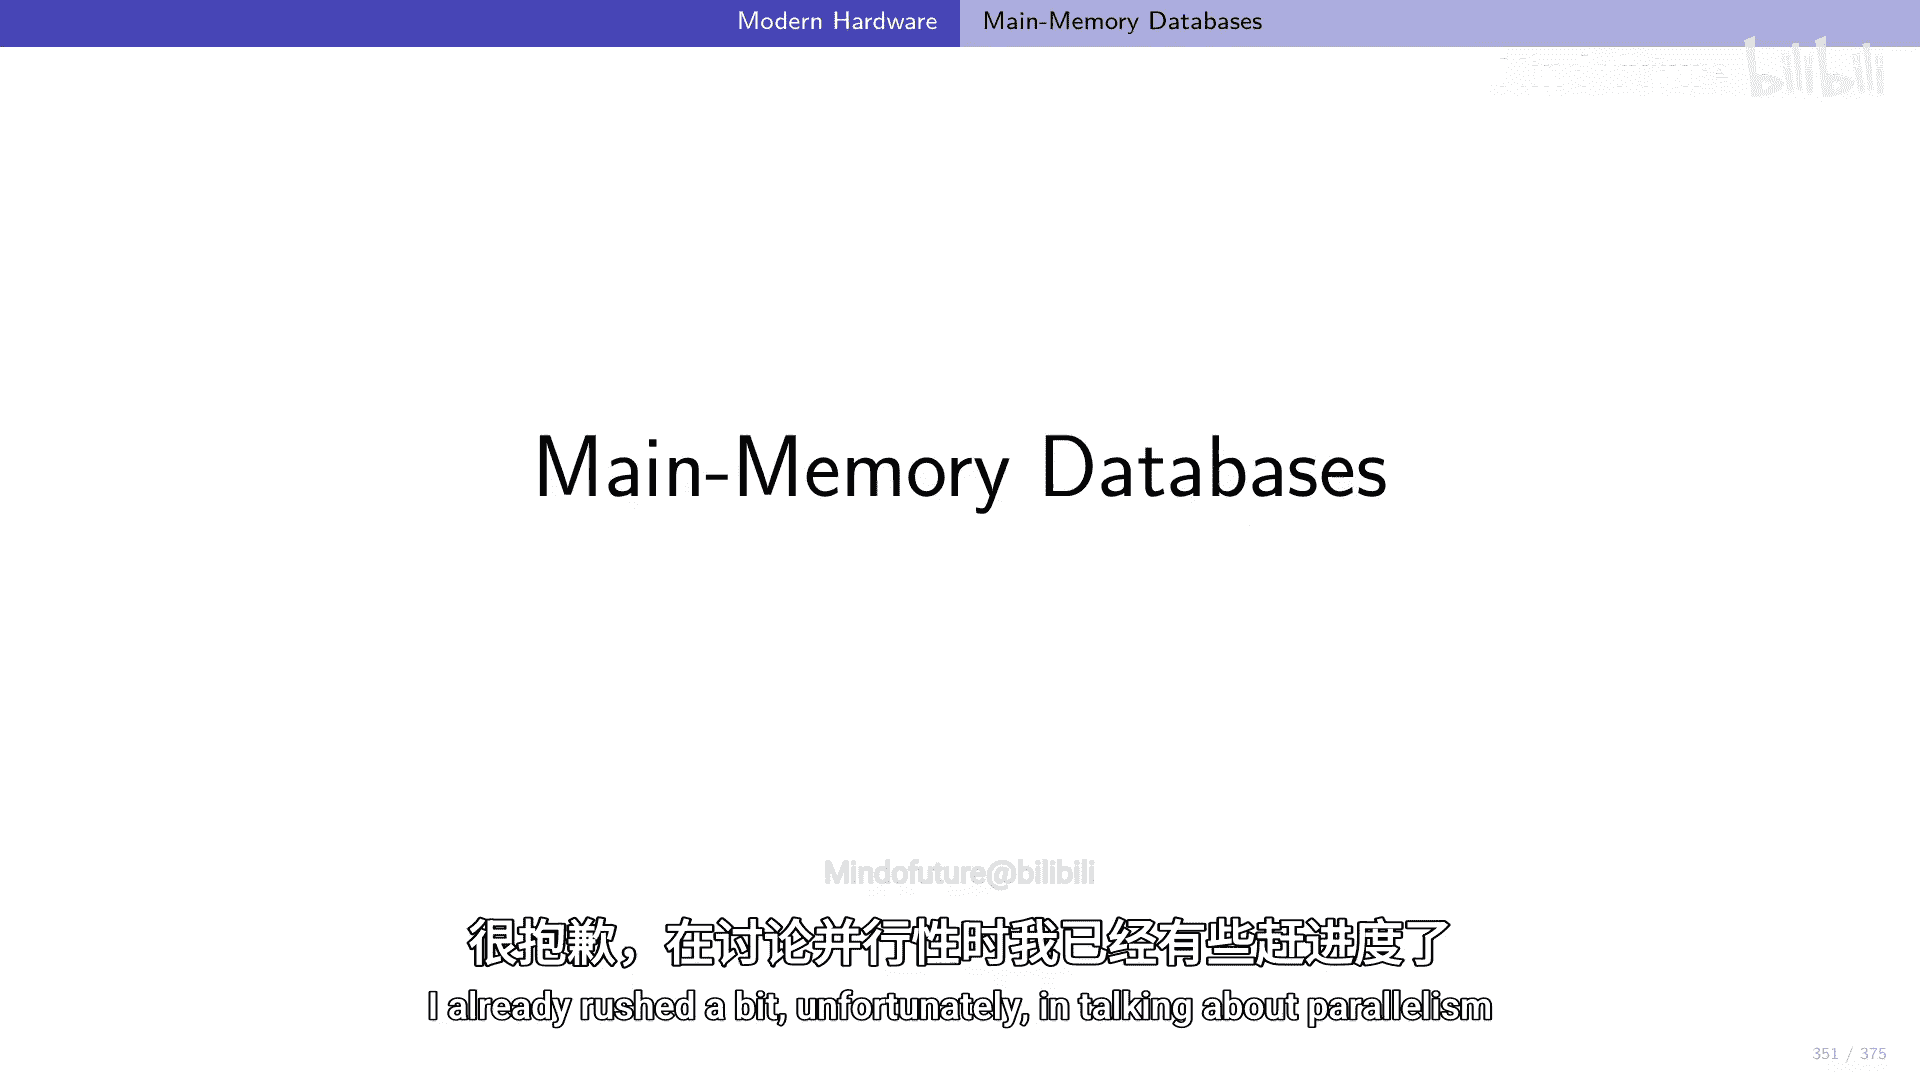 Modern Hardware
Main-Memory Databases
bilibili
Main-Memory Databases
Mindofuture@bilibili
很抱歉，在讨论并行性时我已经有些赶进度了
I already rushed a bit, unfortunately, in talking about parallelism
351 / 375